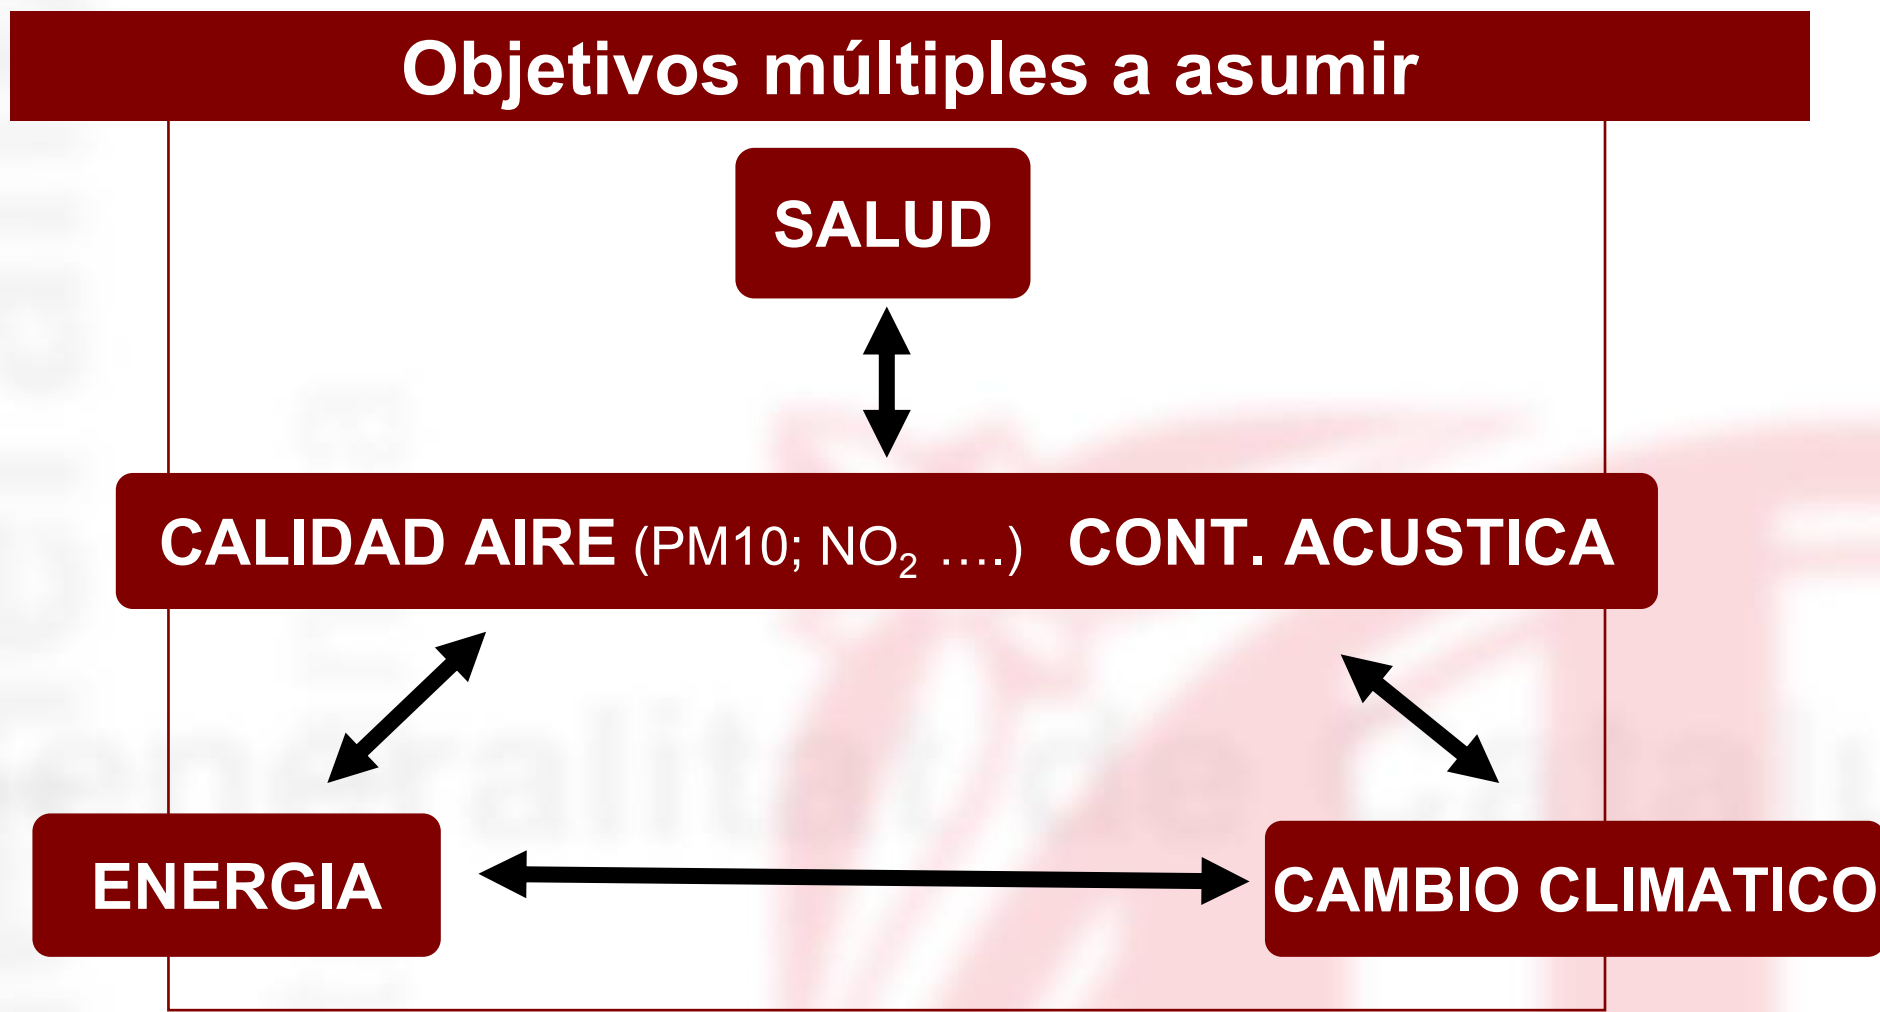 Objetivos múltiples a asumir
SALUD
CALIDAD AIRE (PM10; NO₂ ....) CONT. ACUSTICA
ENERGIA
CAMBIO CLIMATICO